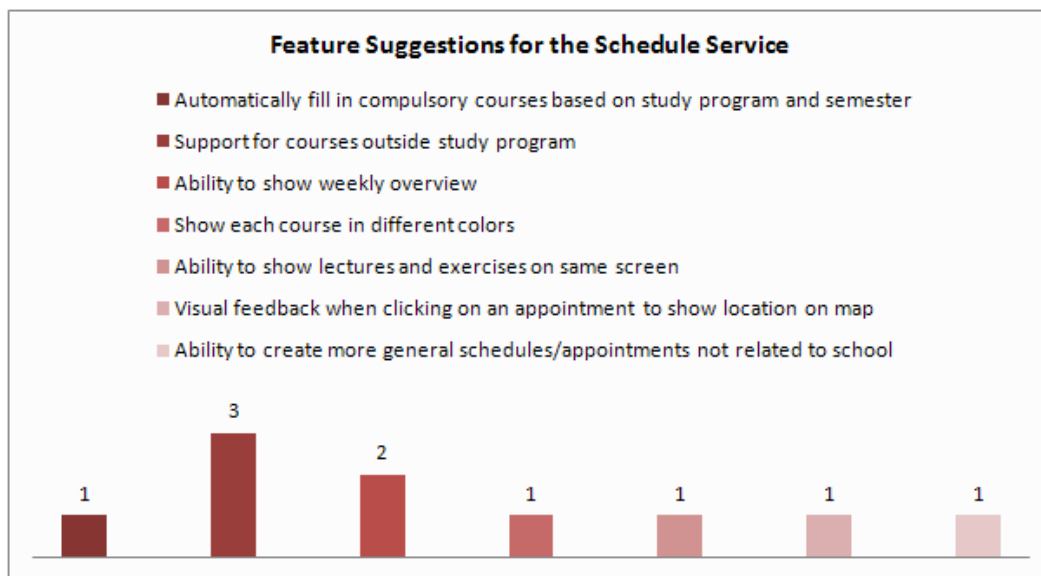 Feature Suggestions for the Schedule Service
Automatically fill in compulsory courses based on study program and semester
Support for courses outside study program
Ability to show weekly overview
Show each course in different colors
Ability to show lectures and exercises on same screen
Visual feedback when clicking on an appointment to show location on map
Ability to create more general schedules/appointments not related to school
1
3
2
1
1
1
1